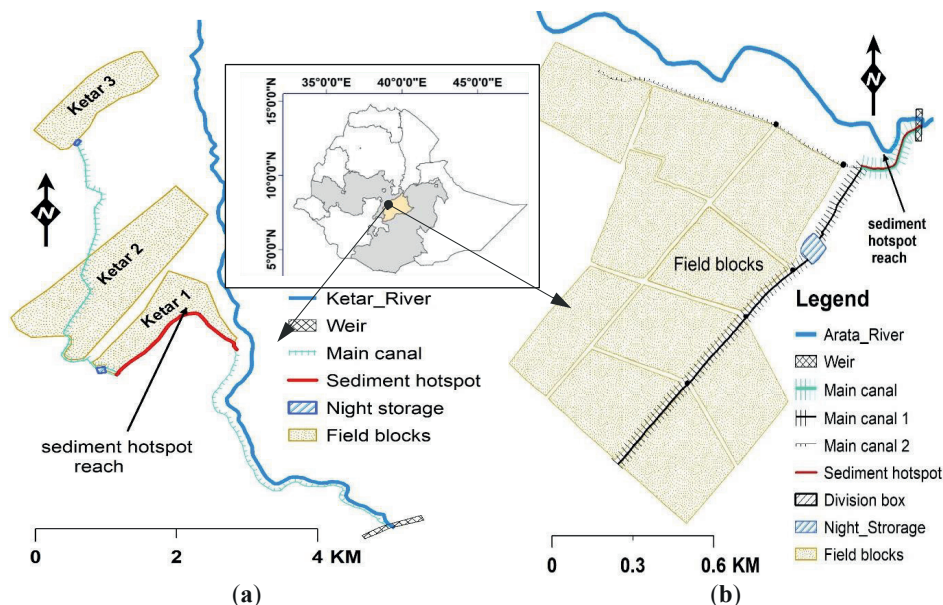 Ketar 3
N
Ketar 2
Ketar 1
sediment hotspot
reach
0 2 4 KM
(a)
35°0'0"E 40°0'0"E 45°0'0"E
15°0'0"N
10°0'0"N
5°0'0"N
Ketar_River
Weir
Main canal
Sediment hotspot
Night storage
Field blocks
N
sediment
hotspot
reach
Field blocks
Legend
Arata_River
Weir
Main canal
Main canal 1
Main canal 2
Sediment hotspot
Division box
Night_Strorage
Field blocks
0 0.3 0.6 KM
(b)